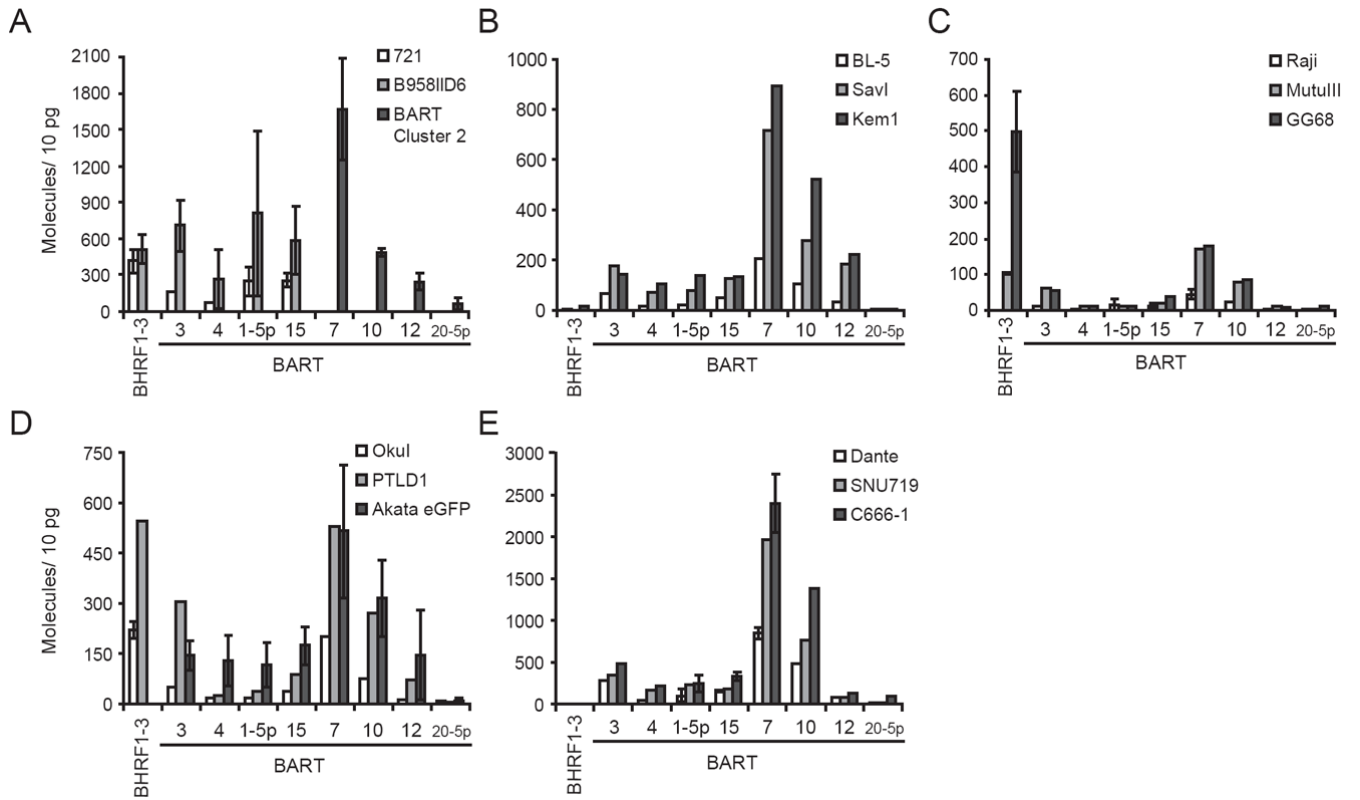 A
2100
1800
1500
1200
900
600
300
0
Molecules/ 10 pg
721
B958IID6
BART
Cluster 2
BHRF1-3
3 4 1-5p 15 7 10 12 20-5p
BART
B
1000
800
600
400
200
0
BL-5
SavI
Kem1
BHRF1-3
3 4 1-5p 15 7 10 12 20-5p
BART
C
700
600
500
400
300
200
100
0
Raji
MutuIII
GG68
BHRF1-3
3 4 1-5p 15 7 10 12 20-5p
BART
D
750
600
450
300
150
0
Molecules/ 10 pg
OkuI
PTLD1
Akata eGFP
BHRF1-3
3 4 1-5p 15 7 10 12 20-5p
BART
E
3000
2500
2000
1500
1000
500
0
Dante
SNU719
C666-1
BHRF1-3
3 4 1-5p 15 7 10 12 20-5p
BART